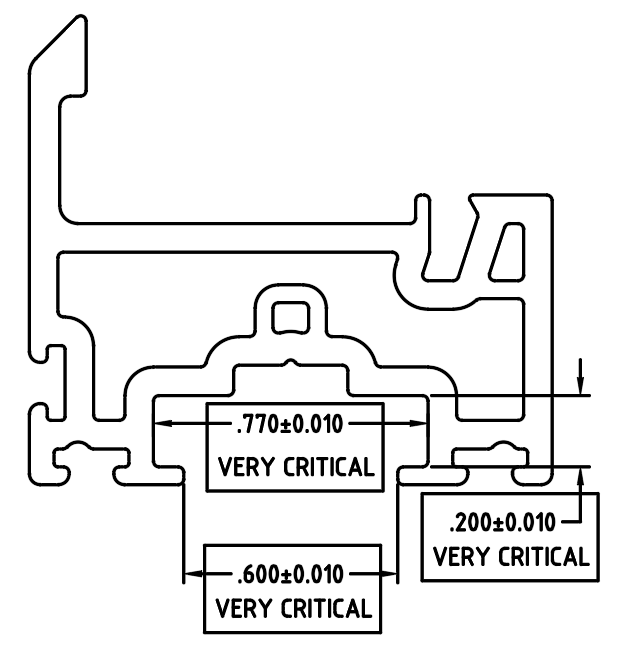 .770±0.010
VERY CRITICAL
.200±0.010
VERY CRITICAL
.600±0.010
VERY CRITICAL